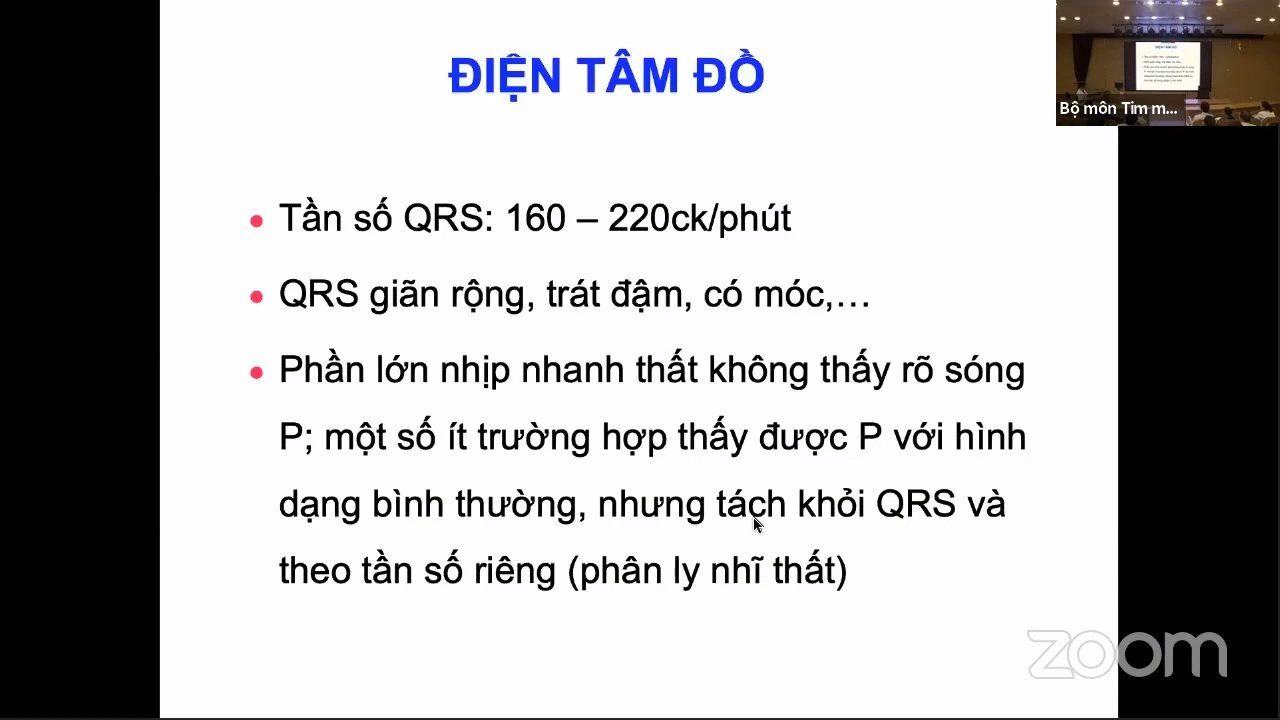 ĐIỆN TÂM ĐỒ
Bộ môn Tim m...
• Tần số QRS: 160 – 220ck/phút
• QRS giãn rộng, trát đậm, có móc,…
• Phần lớn nhịp nhanh thất không thấy rõ sóng
P; một số ít trường hợp thấy được P với hình
dạng bình thường, nhưng tách khỏi QRS và
theo tần số riêng (phân ly nhĩ thất)
zoom